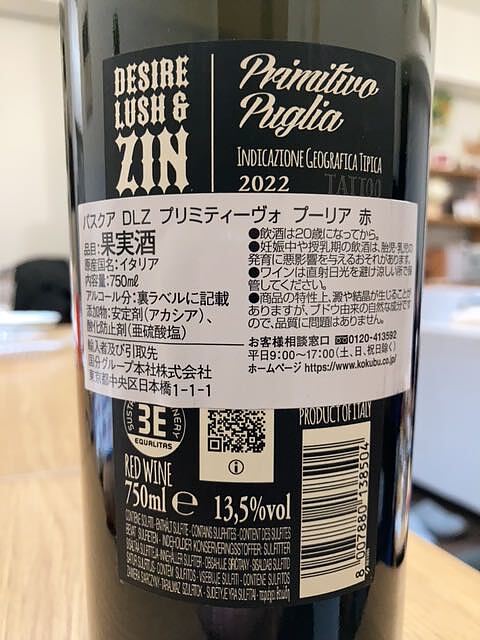 DESIRE
LUSH &
ZIN
Primitivo
Puglia
INDICAZIONE GEOGRAFICA TIPICA
2022
TATTOO
パスクア DLZ プリミティーヴォ プーリア 赤
品目:果実酒
原産国名:イタリア
内容量:750mℓ
アルコール分:裏ラベルに記載
添加物:安定剤(アカシア)、
酸化防止剤(亜硫酸塩)
輸入者及び引取先
国分グループ本社株式会社
東京都中央区日本橋1-1-1
●飲酒は20歳になってから。
●妊娠中や授乳期の飲酒は、胎児・乳児の
発育に悪影響を与えるおそれがあります。
●ワインは直射日光を避け涼しい所で保
管してください。
●商品の特性上、澱や結晶が生じることが
ありますが、ブドウ由来の自然な成分です
ので、品質に問題はありません。
お客様相談窓口 0120-413592
平日9:00～17:00(土、日、祝日除く)
ホームページ https://www.kokubu.co.jp/
3E
EQUALITAS
PRODUCT OF ITALY
RED WINE
750ml e 13,5%vol
CONTIENE SOLFITI - ENTHÄLT SULFITE - CONTAINS SULPHITES - CONTIENT DES SULFITES
8 007880 138504